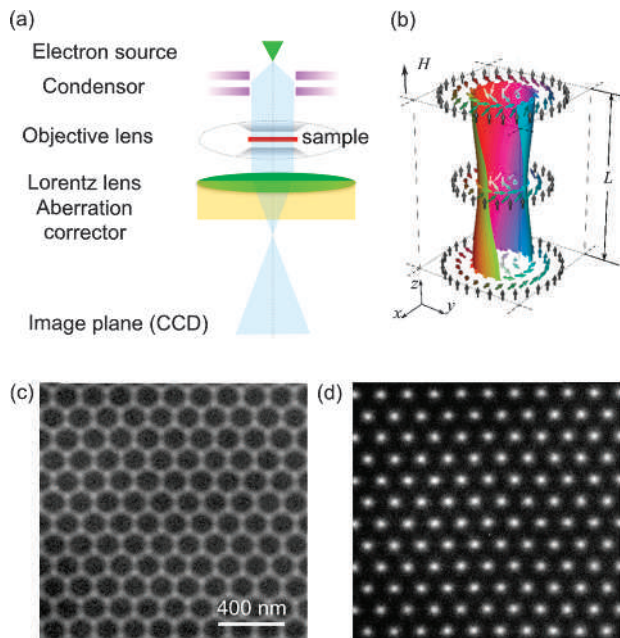 (a)
Electron source
Condensor
Objective lens
sample
Lorentz lens
Aberration
corrector
Image plane (CCD)
(b)
H
L
z
x
y
(c)
400 nm
(d)